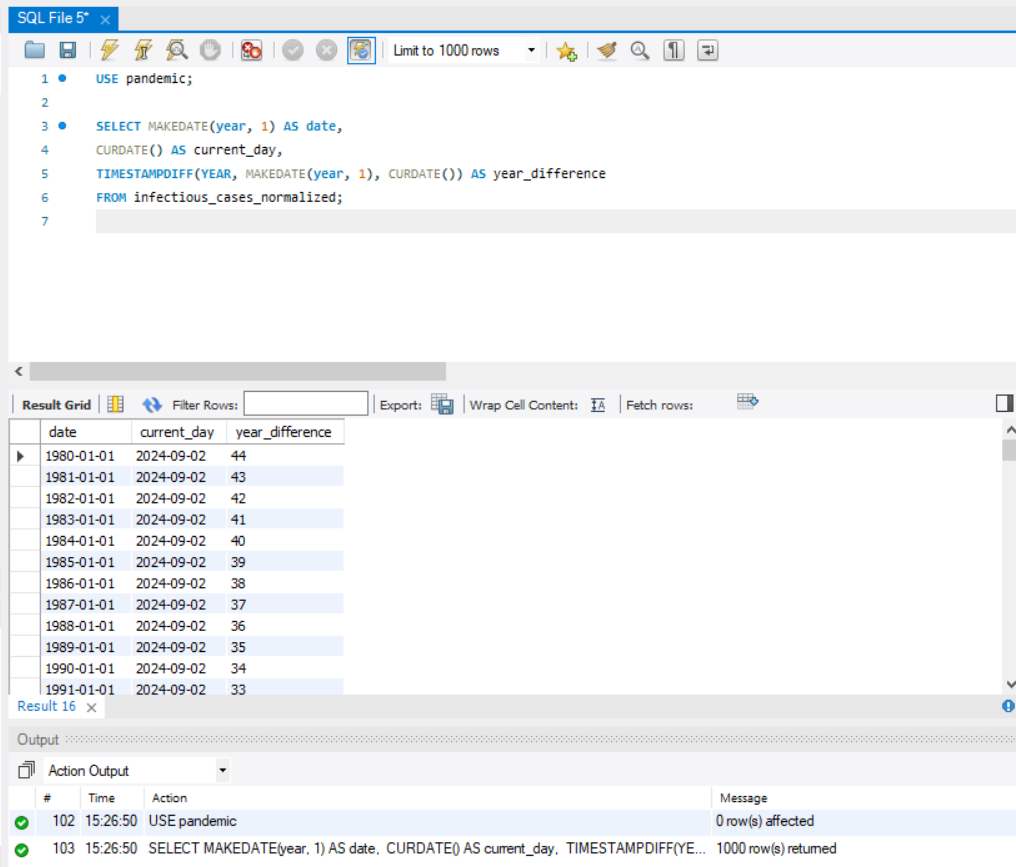 SQL File 5*
Limit to 1000 rows
1 USE pandemic;
2
3 SELECT MAKEDATE(year, 1) AS date,
4 CURDATE() AS current_day,
5 TIMESTAMPDIFF(YEAR, MAKEDATE(year, 1), CURDATE()) AS year_difference
6 FROM infectious_cases_normalized;
7
Result Grid Filter Rows: Export: Wrap Cell Content: Fetch rows:
date current_day year_difference
1980-01-01 2024-09-02 44
1981-01-01 2024-09-02 43
1982-01-01 2024-09-02 42
1983-01-01 2024-09-02 41
1984-01-01 2024-09-02 40
1985-01-01 2024-09-02 39
1986-01-01 2024-09-02 38
1987-01-01 2024-09-02 37
1988-01-01 2024-09-02 36
1989-01-01 2024-09-02 35
1990-01-01 2024-09-02 34
1991-01-01 2024-09-02 33
Result 16
Output
Action Output
# Time Action Message
102 15:26:50 USE pandemic 0 row(s) affected
103 15:26:50 SELECT MAKEDATE(year, 1) AS date, CURDATE() AS current_day, TIMESTAMPDIFF(YE... 1000 row(s) returned